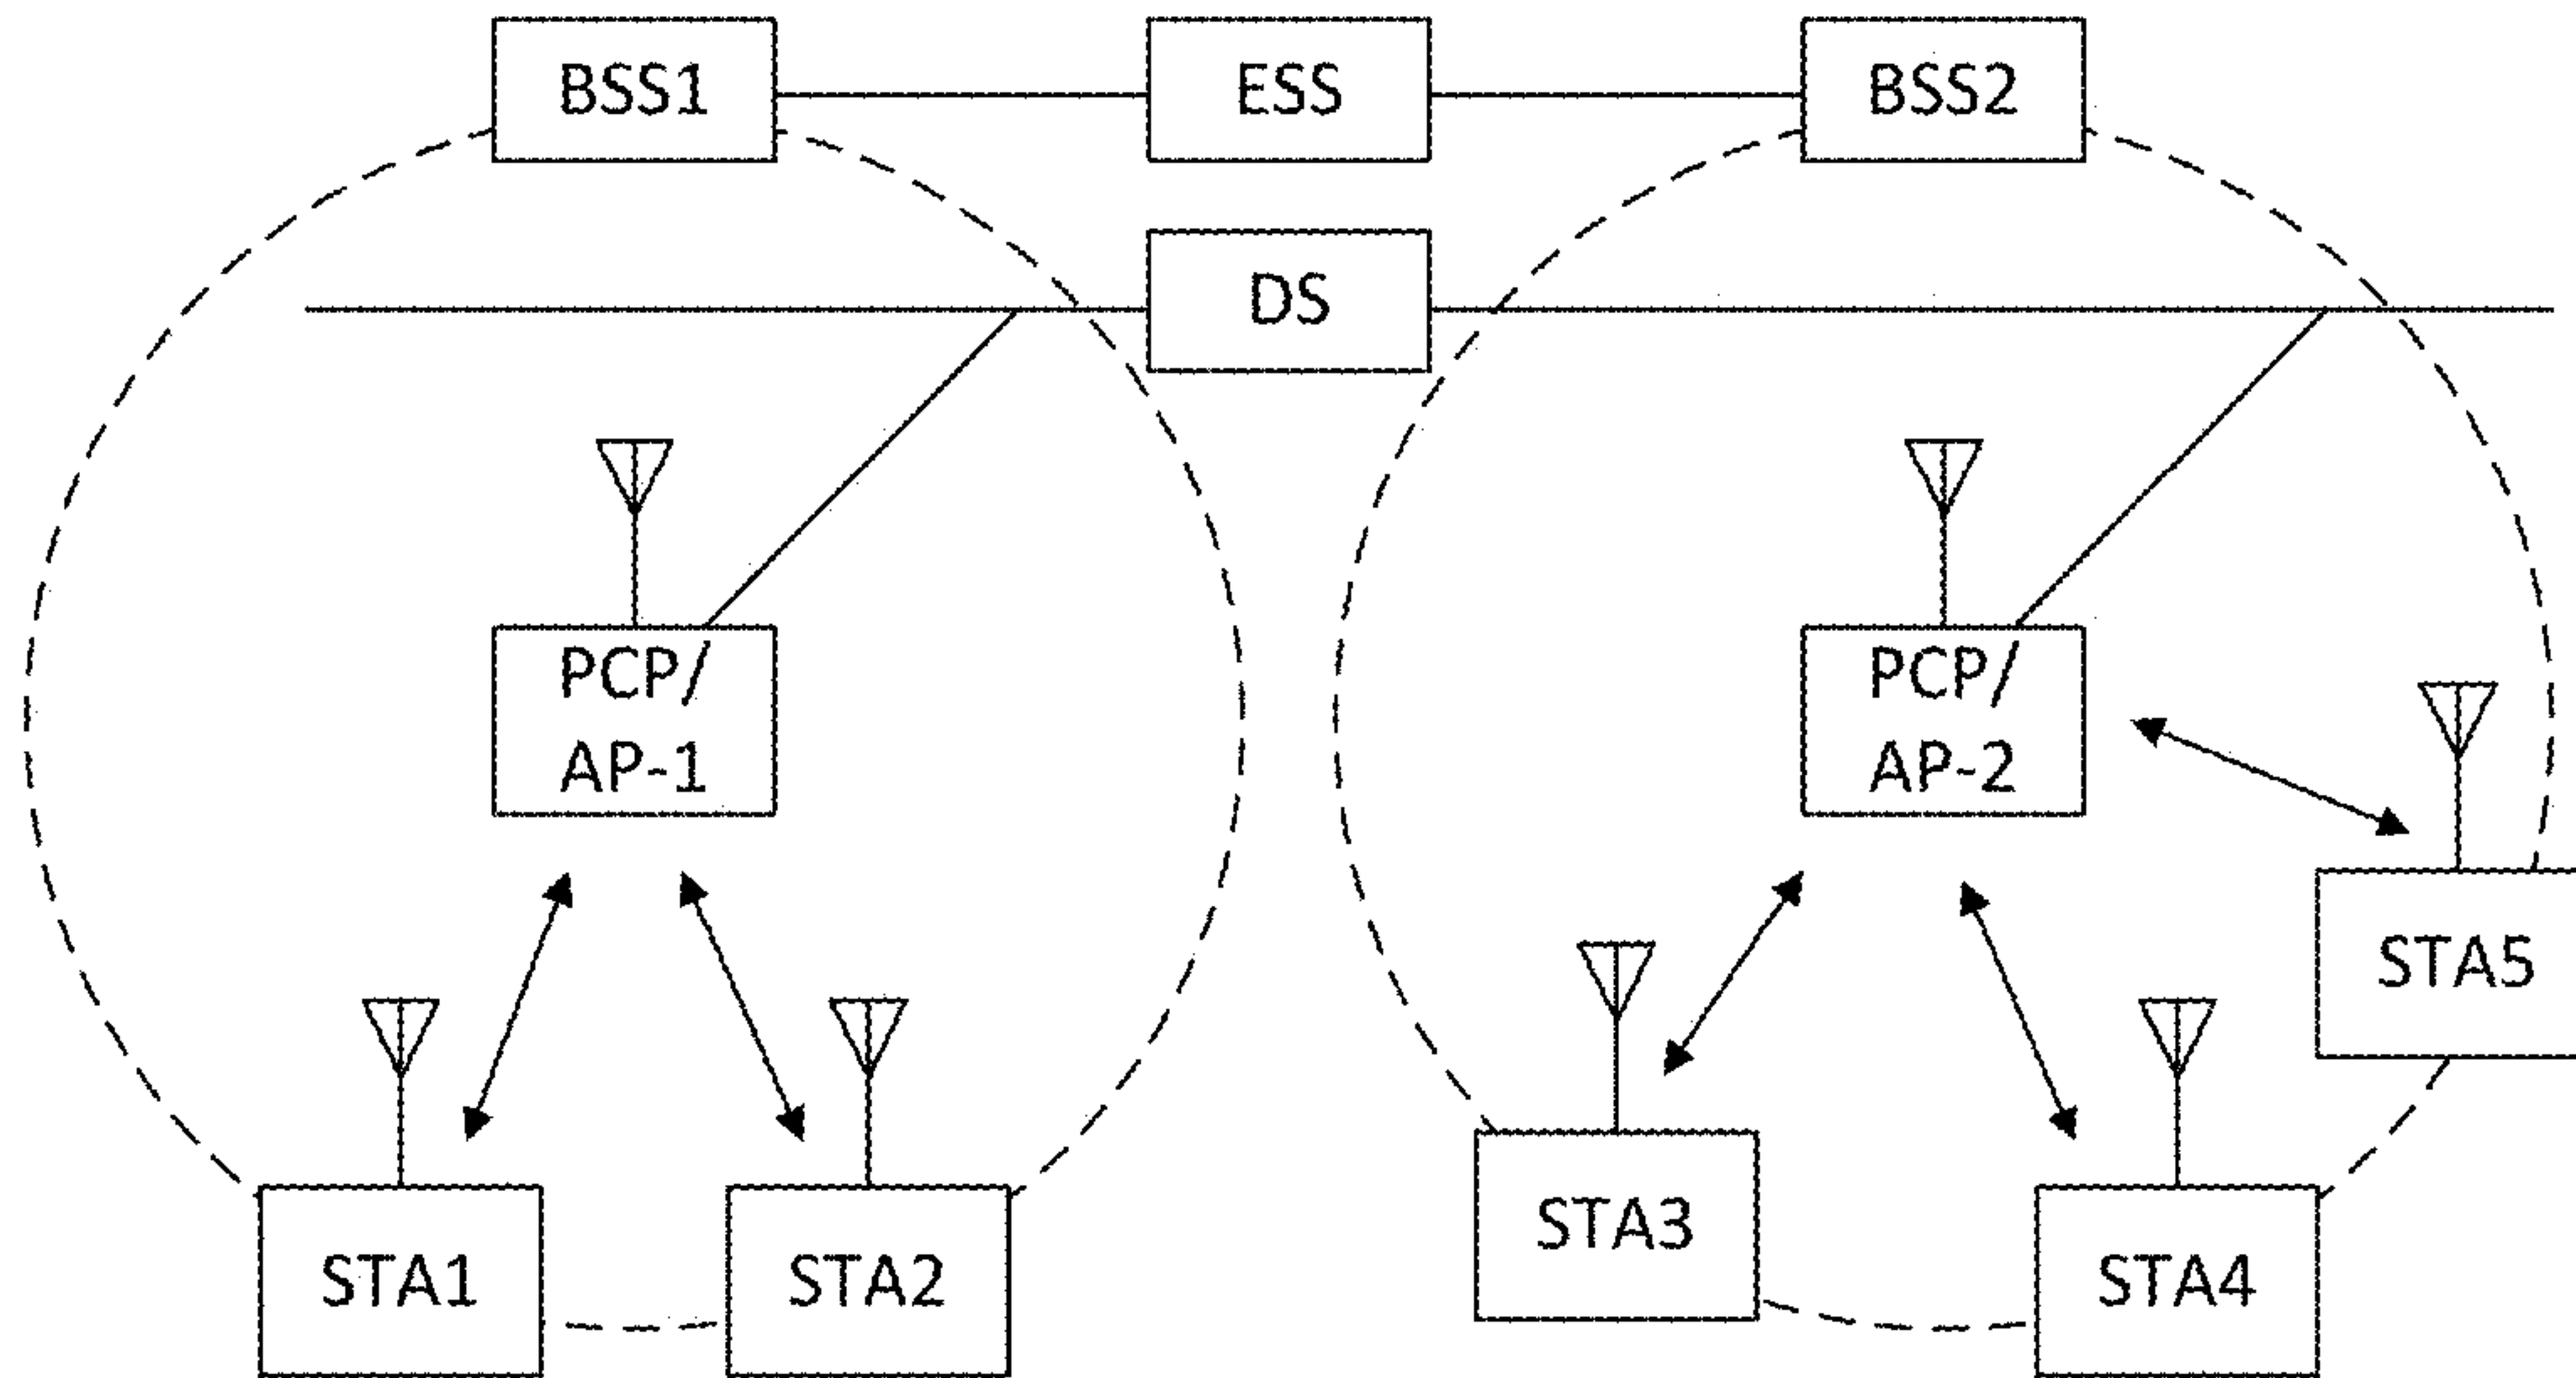 BSS1
ESS
BSS2
DS
PCP/
AP-1
PCP/
AP-2
STA5
STA3
STA1
STA2
STA4